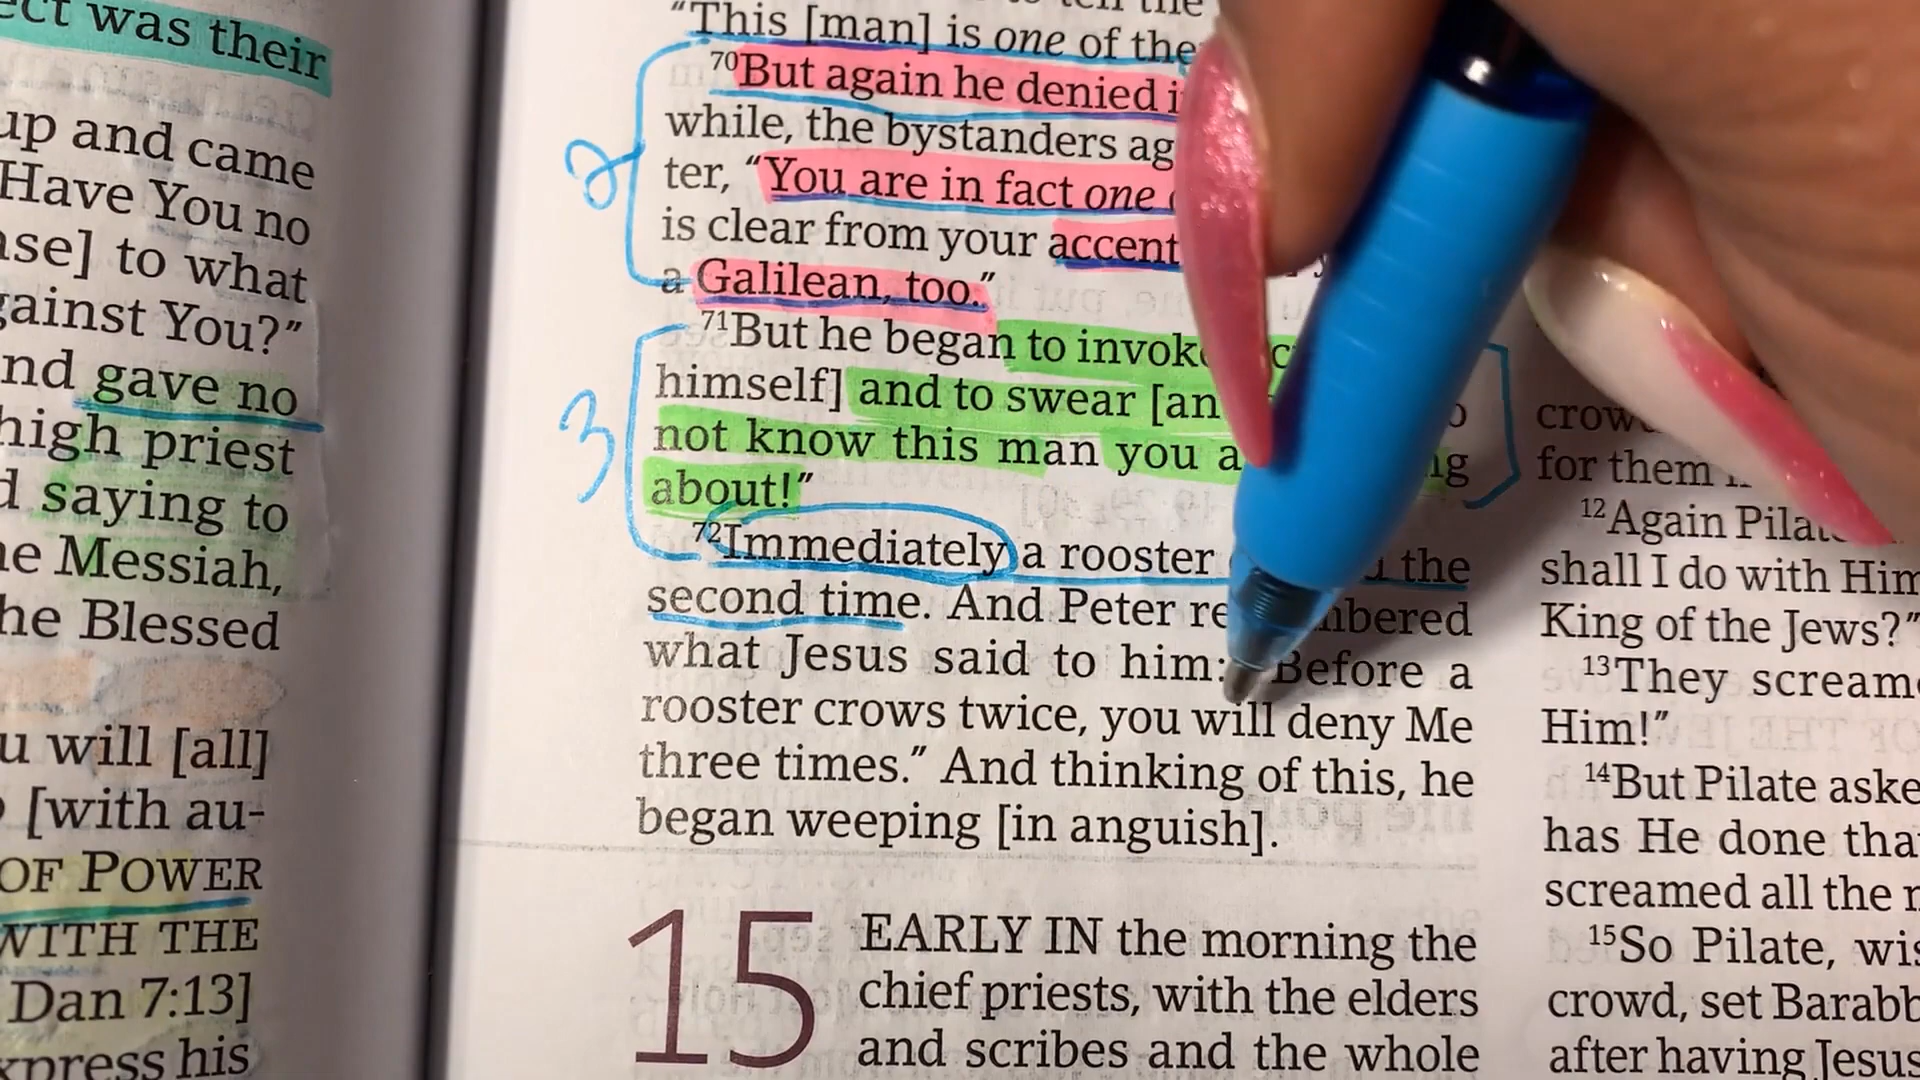 ect was their
up and came
Have You no
nse] to what
gainst You?”
nd gave no
high priest
d saying to
he Messiah,
he Blessed
u will [all]
[with au-
OF POWER
WITH THE
Dan 7:13]
xpress his
“This [man] is one of the
2
70But again he denied i
while, the bystanders ag
ter, “You are in fact one
is clear from your accent
a Galilean, too.”
3
71But he began to invok
himself] and to swear [an
not know this man you a ng
about!”
72Immediately a rooster the
second time. And Peter remembered
what Jesus said to him: “Before a
rooster crows twice, you will deny Me
three times.” And thinking of this, he
began weeping [in anguish].
15 EARLY IN the morning the
chief priests, with the elders
and scribes and the whole
crow
for them
12Again Pilat
shall I do with Him
King of the Jews?”
13They scream
Him!”
14But Pilate aske
has He done tha
screamed all the
15So Pilate, wis
crowd, set Barabb
after having Jesus